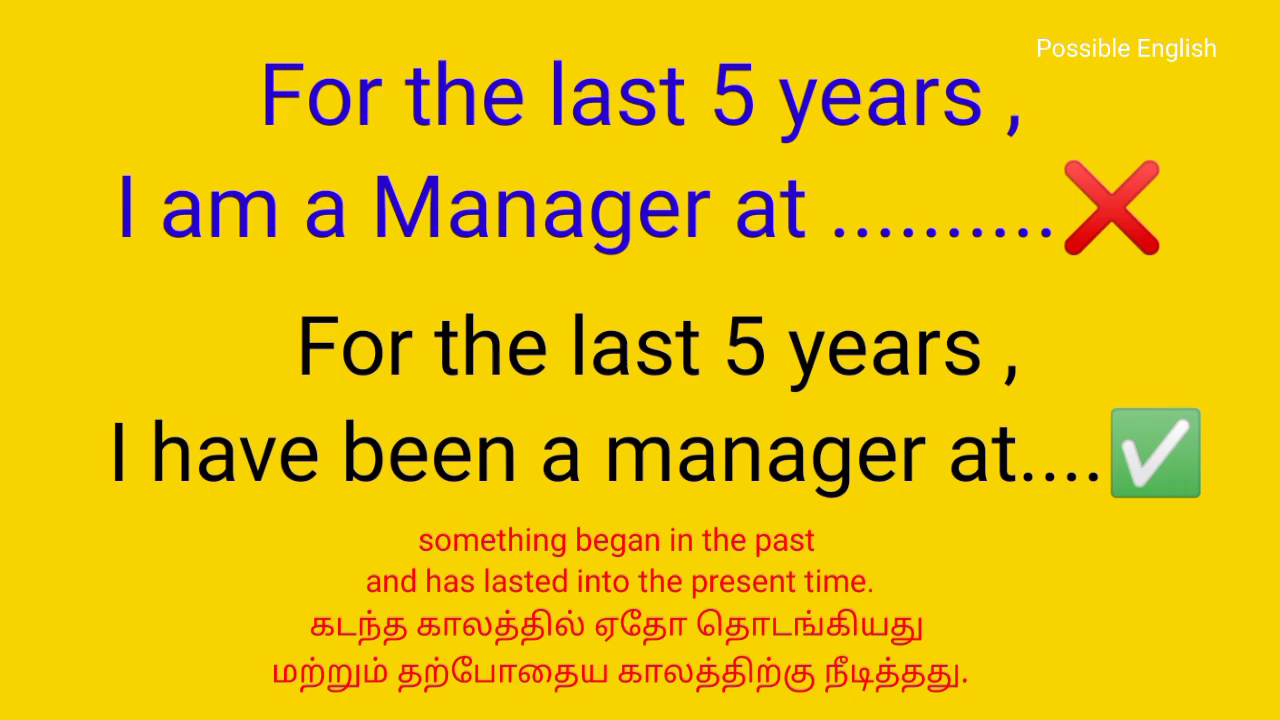 Possible English
For the last 5 years ,
I am a Manager at ..........❌
For the last 5 years ,
I have been a manager at....✅
something began in the past
and has lasted into the present time.
கடந்த காலத்தில் ஏதோ தொடங்கியது
மற்றும் தற்போதைய காலத்திற்கு நீடித்தது.